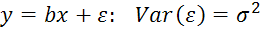 y = bx + ε:  Var(ε) = σ²